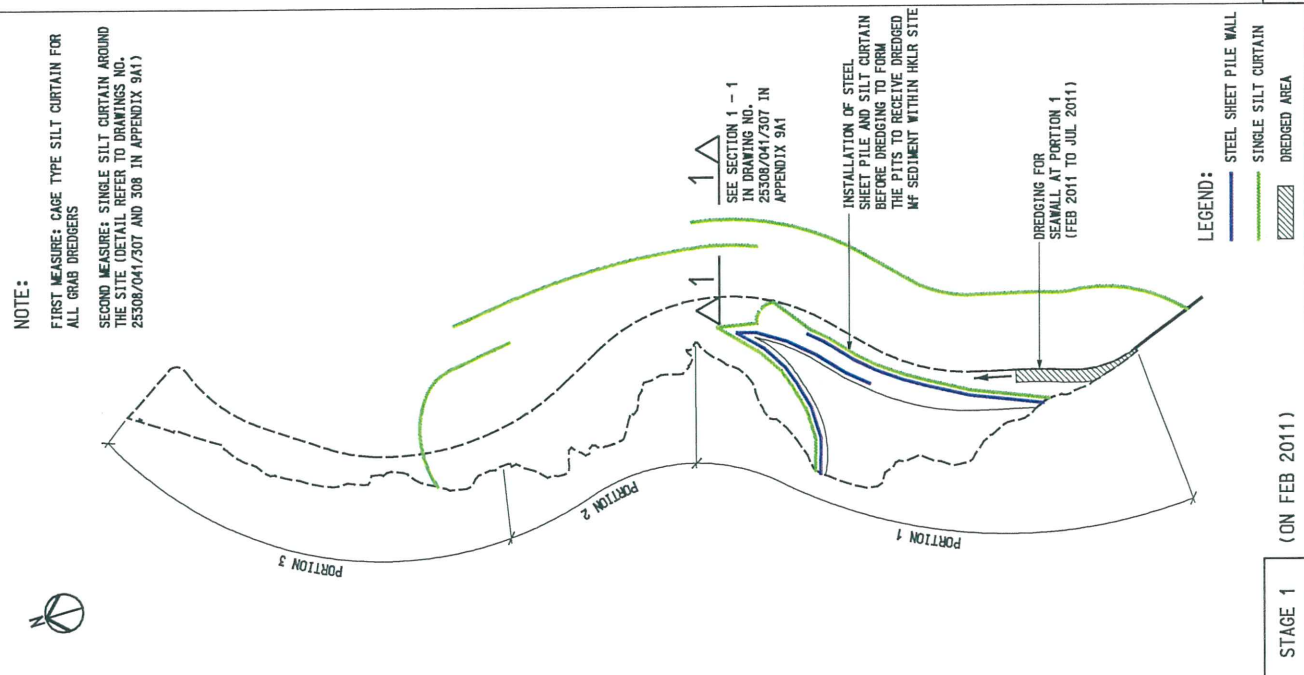 NOTE:
FIRST MEASURE: CAGE TYPE SILT CURTAIN FOR
ALL GRAB DREDGERS
SECOND MEASURE: SINGLE SILT CURTAIN AROUND
THE SITE (DETAIL REFER TO DRAWINGS NO.
25308/041/307 AND 308 IN APPENDIX 9A1)
N
PORTION 3
PORTION 2
PORTION 1
1
1
SEE SECTION 1 - 1
IN DRAWING NO.
25308/041/307 IN
APPENDIX 9A1
INSTALLATION OF STEEL
SHEET PILE AND SILT CURTAIN
BEFORE DREDGING TO FORM
THE PITS TO RECEIVE DREDGED
Mf SEDIMENT WITHIN HKLR SITE
DREDGING FOR
SEAWALL AT PORTION 1
(FEB 2011 TO JUL 2011)
LEGEND:
STEEL SHEET PILE WALL
SINGLE SILT CURTAIN
DREDGED AREA
STAGE 1
(ON FEB 2011)